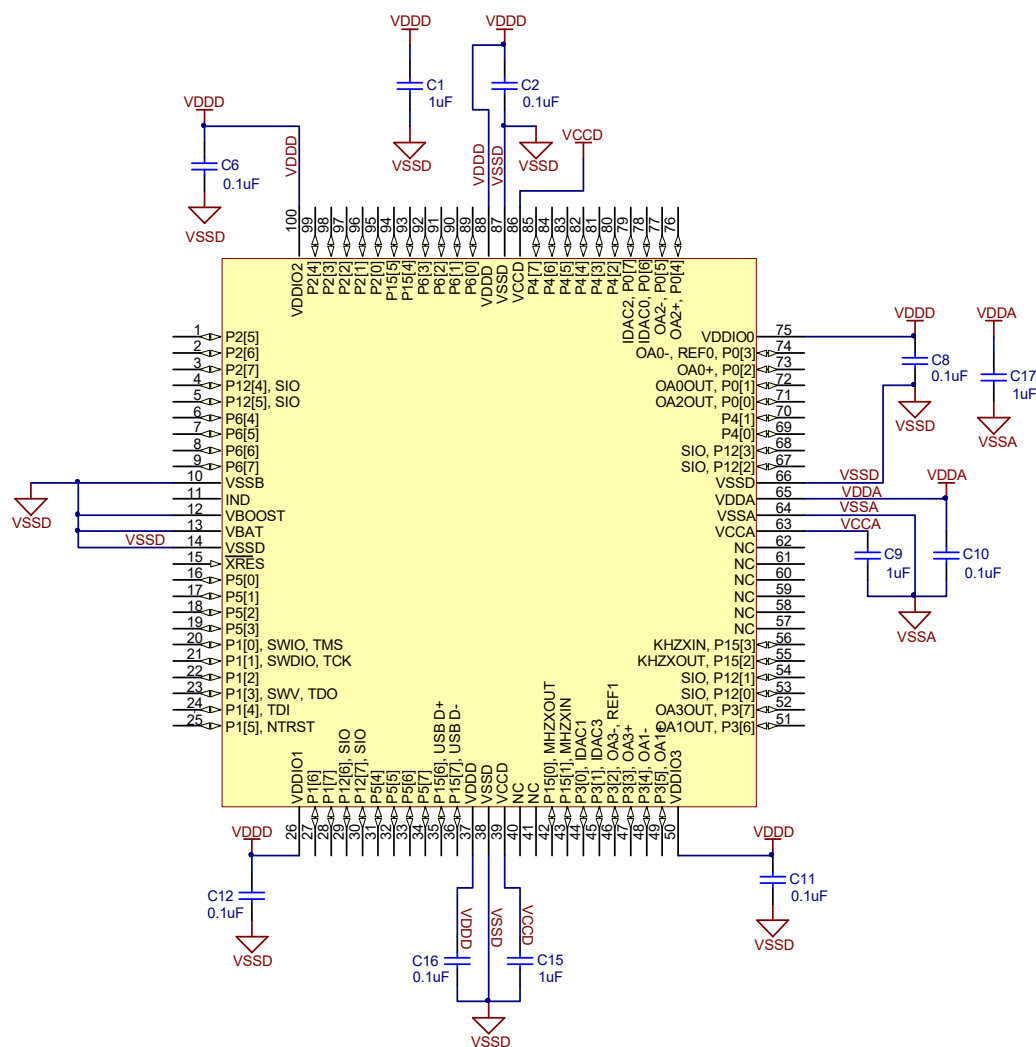 VDDD
C1
1uF
VSSD
VDDD
C2
0.1uF
VSSD
VDDD
VSSD
VCCD
VDDD
C6
0.1uF
VSSD
VDDD
100
99
98
97
96
95
94
93
92
91
90
89
88
87
86
85
84
83
82
81
80
79
78
77
76
VDDIO2
P2[4]
P2[3]
P2[2]
P2[1]
P2[0]
P15[5]
P15[4]
P6[3]
P6[2]
P6[1]
P6[0]
VDDD
VSSD
VCCD
P4[7]
P4[6]
P4[5]
P4[4]
P4[3]
P4[2]
IDAC2, P0[7]
IDAC0, P0[6]
OA2-, P0[5]
OA2+, P0[4]
1 P2[5]
2 P2[6]
3 P2[7]
4 P12[4], SIO
5 P12[5], SIO
6 P6[4]
7 P6[5]
8 P6[6]
9 P6[7]
10 VSSB
11 IND
12 VBOOST
13 VBAT
14 VSSD
15 XRES
16 P5[0]
17 P5[1]
18 P5[2]
19 P5[3]
20 P1[0], SWIO, TMS
21 P1[1], SWDIO, TCK
22 P1[2]
23 P1[3], SWV, TDO
24 P1[4], TDI
25 P1[5], NTRST
VSSD
VSSD
VDDIO0 75
OA0-, REF0, P0[3] 74
OA0+, P0[2] 73
OA0OUT, P0[1] 72
OA2OUT, P0[0] 71
P4[1] 70
P4[0] 69
SIO, P12[3] 68
SIO, P12[2] 67
VSSD 66 VSSD
VDDA 65 VDDA
VSSA 64 VSSA
VCCA 63 VCCA
NC 62
NC 61
NC 60
NC 59
NC 58
NC 57
KHZXIN, P15[3] 56
KHZXOUT, P15[2] 55
SIO, P12[1] 54
SIO, P12[0] 53
OA3OUT, P3[7] 52
OA1OUT, P3[6] 51
VDDD
C8
0.1uF
VSSD
VDDA
C17
1uF
VSSA
VDDA
C9
1uF
C10
0.1uF
VSSA
VDDIO1
P1[6]
P1[7]
P12[6], SIO
P12[7], SIO
P5[4]
P5[5]
P5[6]
P5[7]
P15[6], USB D+
P15[7], USB D-
VDDD
VSSD
VCCD
NC
NC
P15[0], MHZXOUT
P15[1], MHZXIN
P3[0], IDAC1
P3[1], IDAC3
P3[2], OA3-, REF1
P3[3], OA3+
P3[4], OA1-
P3[5], OA1+
VDDIO3
26
27
28
29
30
31
32
33
34
35
36
37
38
39
40
41
42
43
44
45
46
47
48
49
50
VDDD
C12
0.1uF
VSSD
VDDD
VSSD
VCCD
C16
0.1uF
C15
1uF
VSSD
VDDD
C11
0.1uF
VSSD